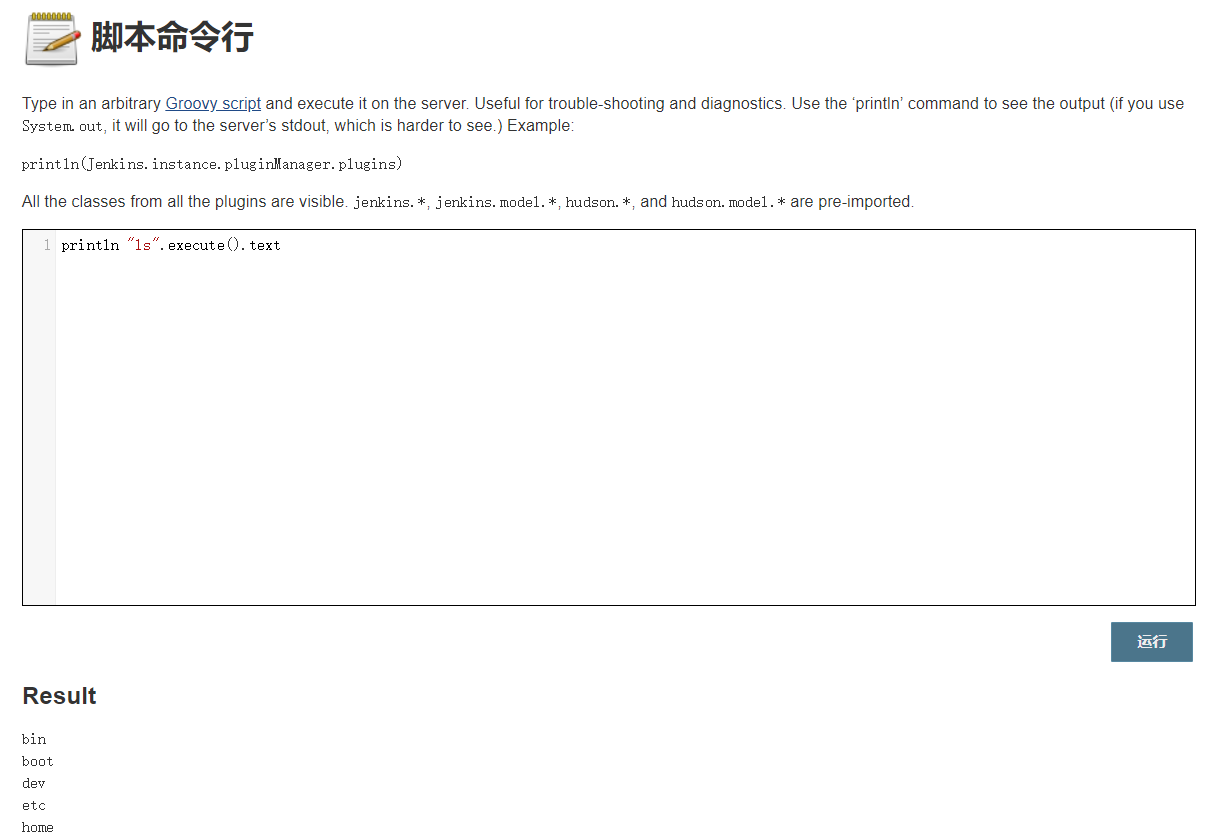 脚本命令行
Type in an arbitrary Groovy script and execute it on the server. Useful for trouble-shooting and diagnostics. Use the ‘println’ command to see the output (if you use
System.out, it will go to the server’s stdout, which is harder to see.) Example:
println(Jenkins.instance.pluginManager.plugins)
All the classes from all the plugins are visible. jenkins.*, jenkins.model.*, hudson.*, and hudson.model.* are pre-imported.
1 println "ls".execute().text
运行
Result
bin
boot
dev
etc
home